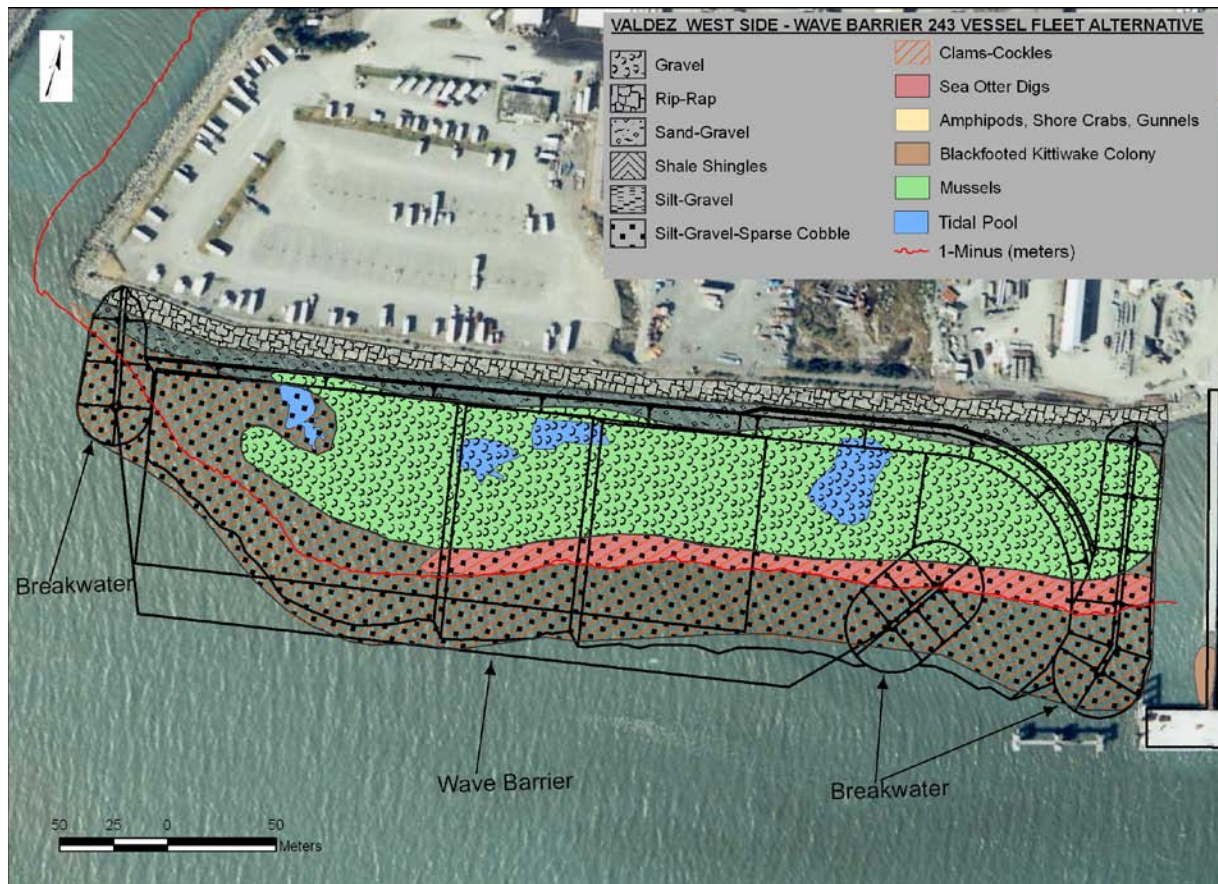 VALDEZ WEST SIDE - WAVE BARRIER 243 VESSEL FLEET ALTERNATIVE
N
Gravel
Rip-Rap
Sand-Gravel
Shale Shingles
Silt-Gravel
Silt-Gravel-Sparse Cobble
Clams-Cockles
Sea Otter Digs
Amphipods, Shore Crabs, Gunnels
Blackfooted Kittiwake Colony
Mussels
Tidal Pool
1-Minus (meters)
Breakwater
Wave Barrier
Breakwater
50 25 0 50
Meters